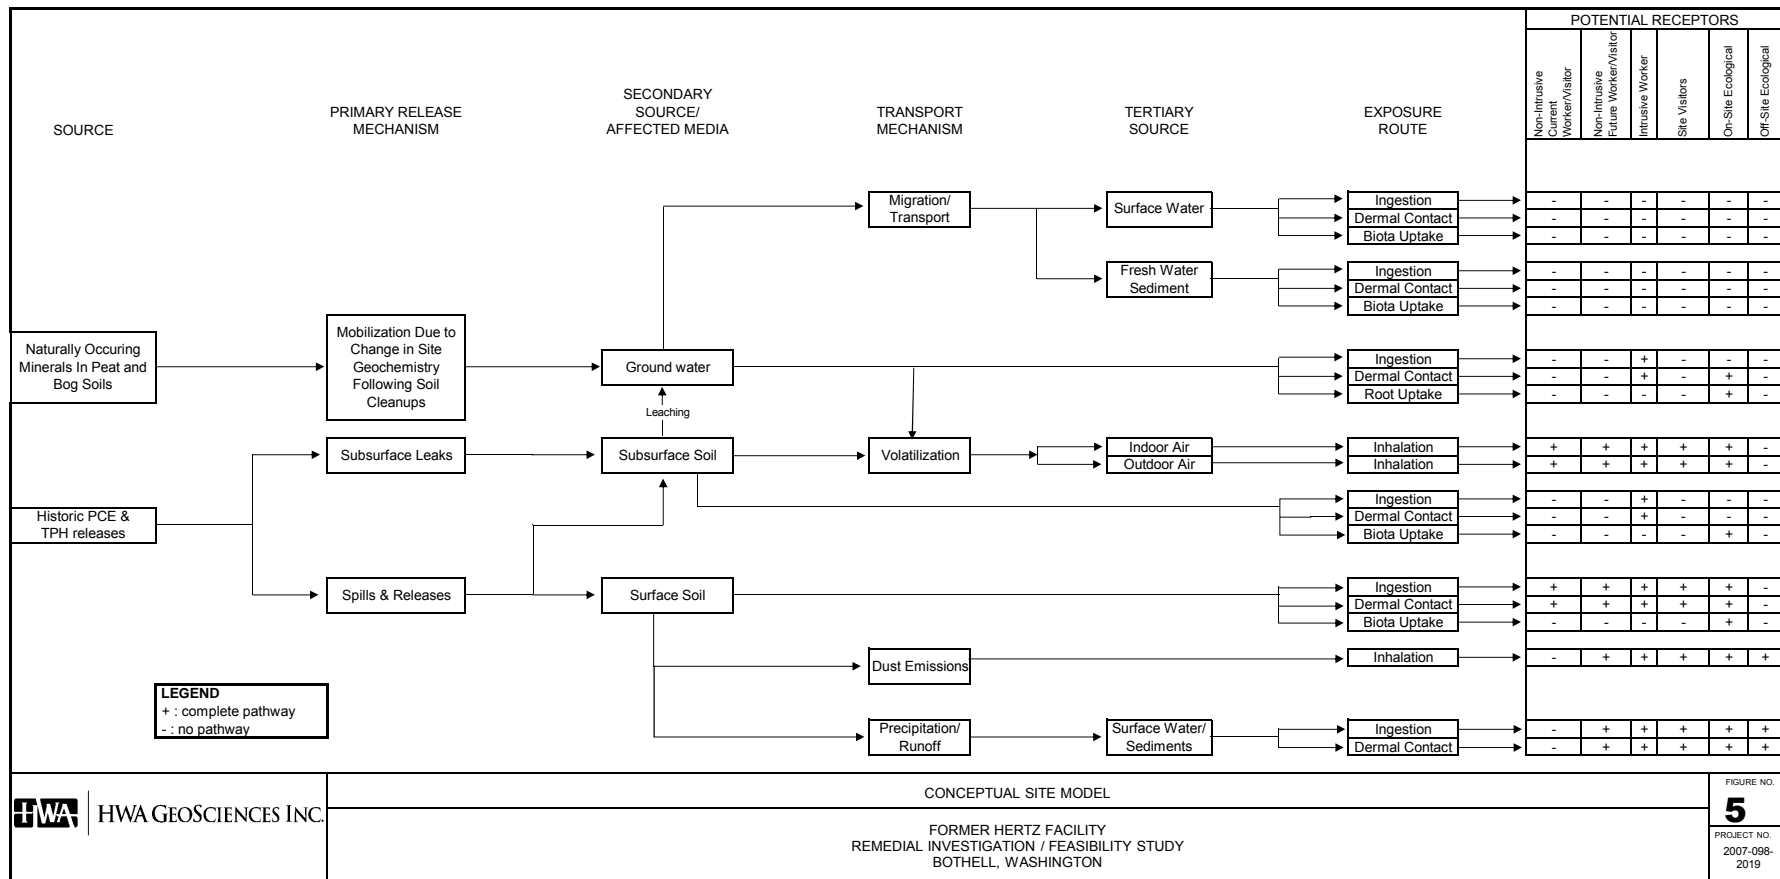 POTENTIAL RECEPTORS
Non-Intrusive
Current
Worker/Visitor
Non-Intrusive
Future Worker/Visitor
Intrusive Worker
Site Visitors
On-Site Ecological
Off-Site Ecological
SOURCE
PRIMARY RELEASE
MECHANISM
SECONDARY
SOURCE/
AFFECTED MEDIA
TRANSPORT
MECHANISM
TERTIARY
SOURCE
EXPOSURE
ROUTE
Migration/
Transport
Surface Water
Ingestion - - - - - -
Dermal Contact - - - - - -
Biota Uptake - - - - - -
Fresh Water
Sediment
Ingestion - - - - - -
Dermal Contact - - - - - -
Biota Uptake - - - - - -
Naturally Occuring
Minerals In Peat and
Bog Soils
Mobilization Due to
Change in Site
Geochemistry
Following Soil
Cleanups
Ground water
Ingestion - - + - - -
Dermal Contact - - + - + -
Root Uptake - - - - + -
Leaching
Subsurface Leaks
Subsurface Soil
Volatilization
Indoor Air
Inhalation + + + + + -
Outdoor Air
Inhalation + + + + + -
Ingestion - - + - - -
Dermal Contact - - + - - -
Biota Uptake - - - - + -
Historic PCE &
TPH releases
Spills & Releases
Surface Soil
Ingestion + + + + + -
Dermal Contact + + + + + -
Biota Uptake - - - - + -
Dust Emissions
Inhalation - + + + + +
LEGEND
+ : complete pathway
- : no pathway
Precipitation/
Runoff
Surface Water/
Sediments
Ingestion - + + + + +
Dermal Contact - + + + + +
HWA
HWA GEOSCIENCES INC.
CONCEPTUAL SITE MODEL
FORMER HERTZ FACILITY
REMEDIAL INVESTIGATION / FEASIBILITY STUDY
BOTHELL, WASHINGTON
FIGURE NO.
5
PROJECT NO.
2007-098-
2019